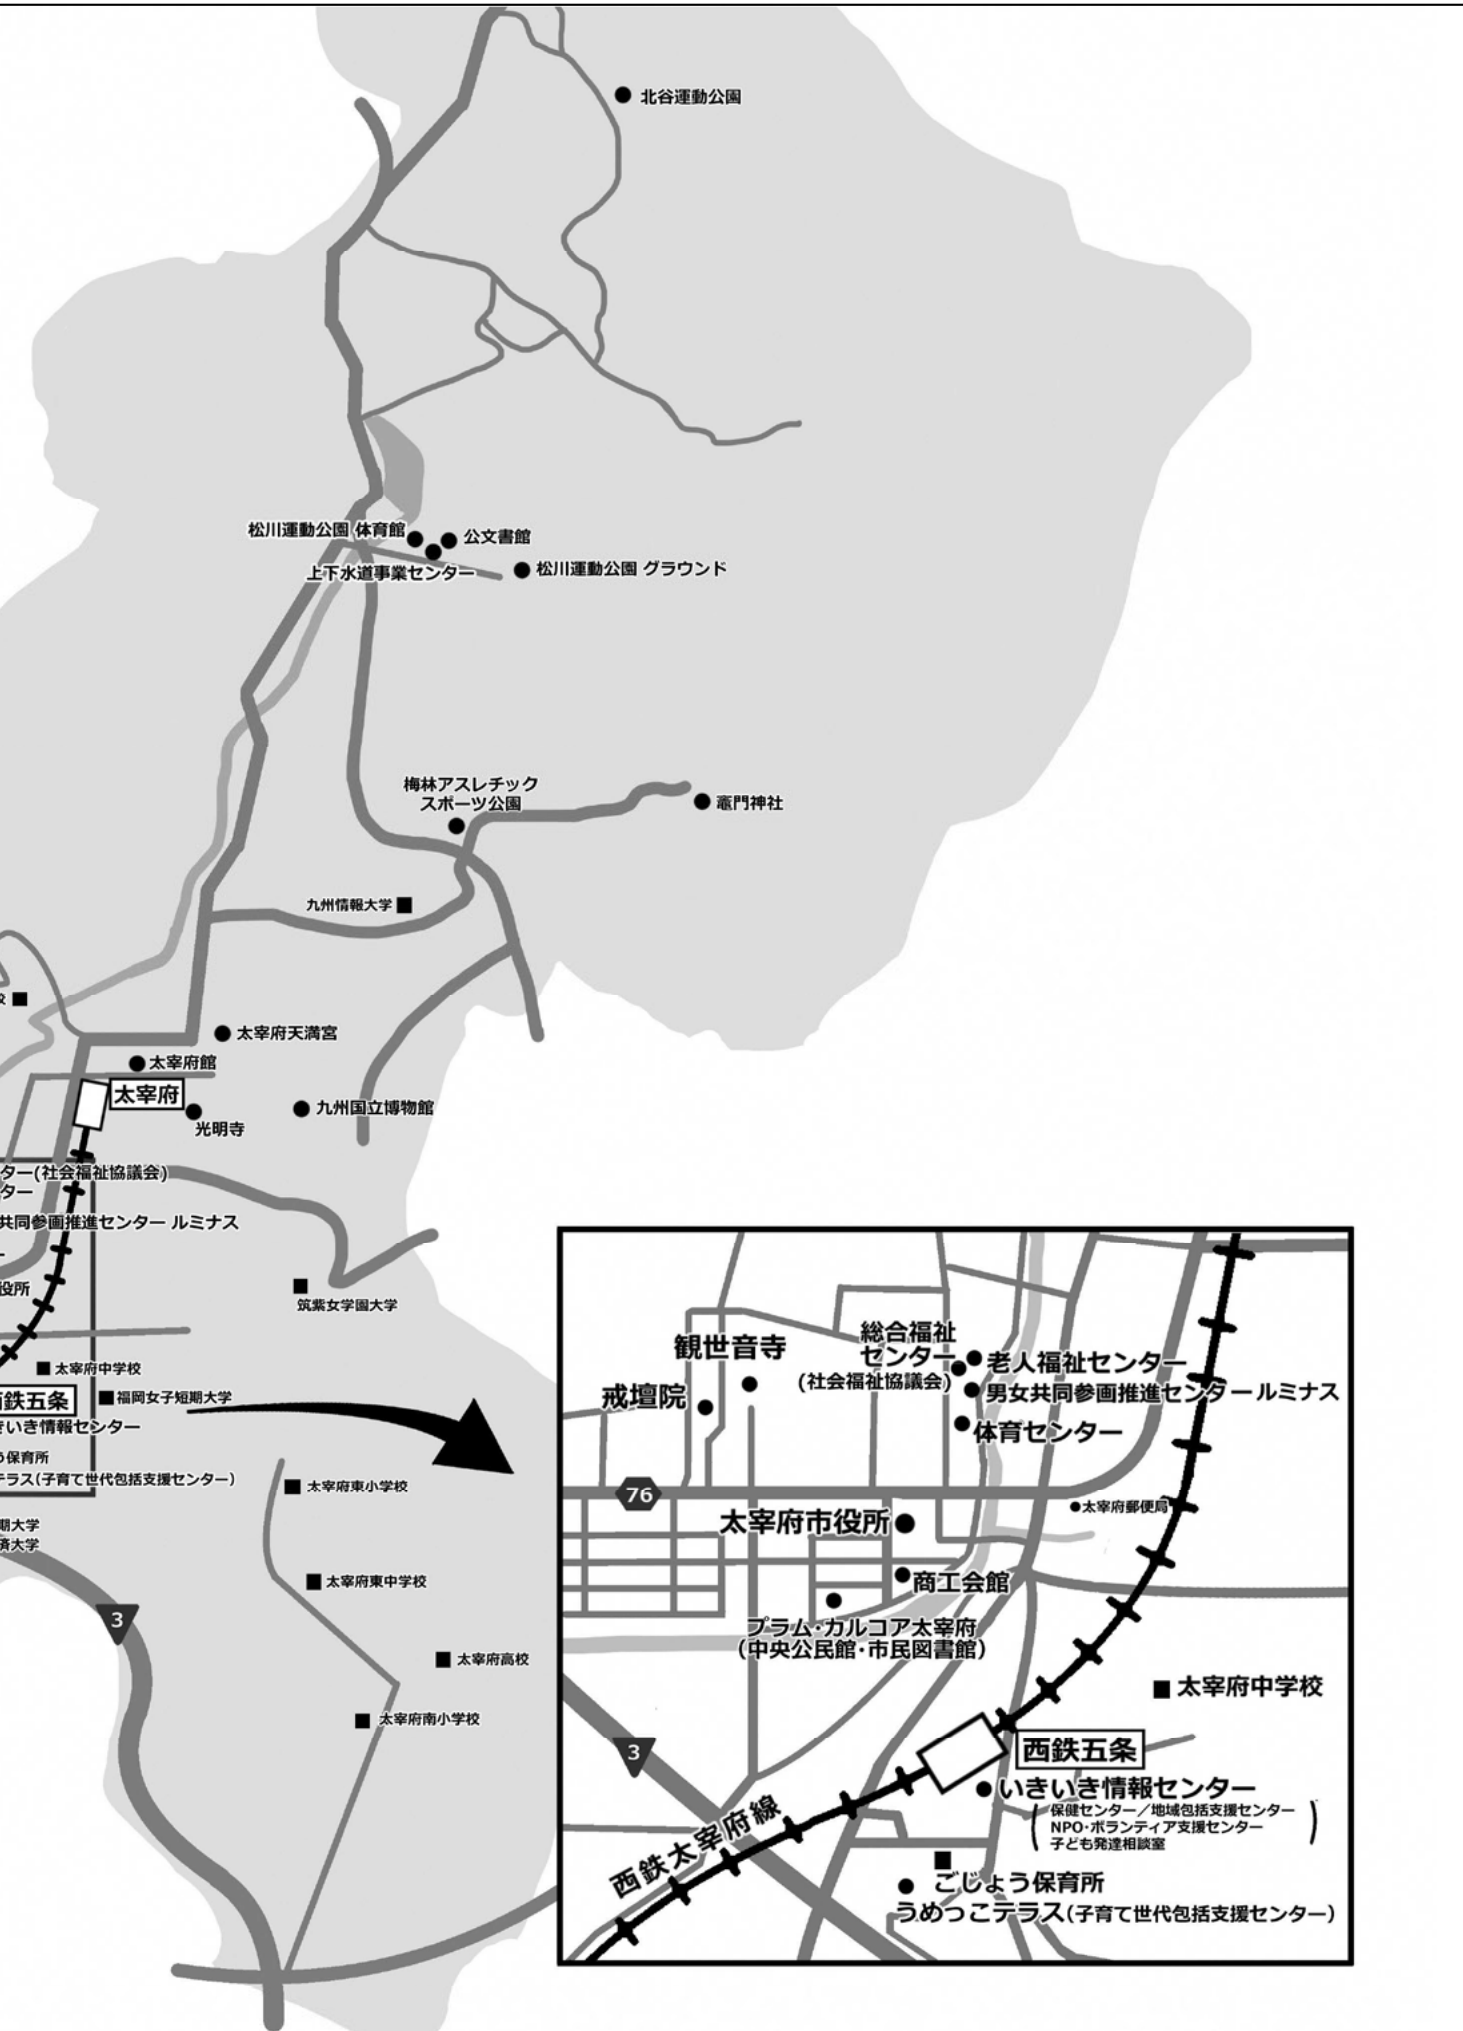 北谷運動公園
松川運動公園 体育館
公文書館
上下水道事業センター
松川運動公園 グラウンド
梅林アスレチック
スポーツ公園
竈門神社
九州情報大学
太宰府天満宮
太宰府館
太宰府
光明寺
九州国立博物館
ター(社会福祉協議会)
ター
共同参画推進センター ルミナス
役所
筑紫女学園大学
太宰府中学校
鉄五条
福岡女子短期大学
いき情報センター
保育所
テラス(子育て世代包括支援センター)
太宰府東小学校
期大学
済大学
太宰府東中学校
3
太宰府高校
太宰府南小学校
観世音寺
戒壇院
総合福祉
センター
(社会福祉協議会)
老人福祉センター
男女共同参画推進センタールミナス
体育センター
76
太宰府郵便局
太宰府市役所
商工会館
プラム・カルコア太宰府
(中央公民館・市民図書館)
太宰府中学校
3
西鉄五条
いきいき情報センター
保健センター／地域包括支援センター
NPO・ボランティア支援センター
子ども発達相談室
西鉄太宰府線
ごじょう保育所
うめっこテラス(子育て世代包括支援センター)